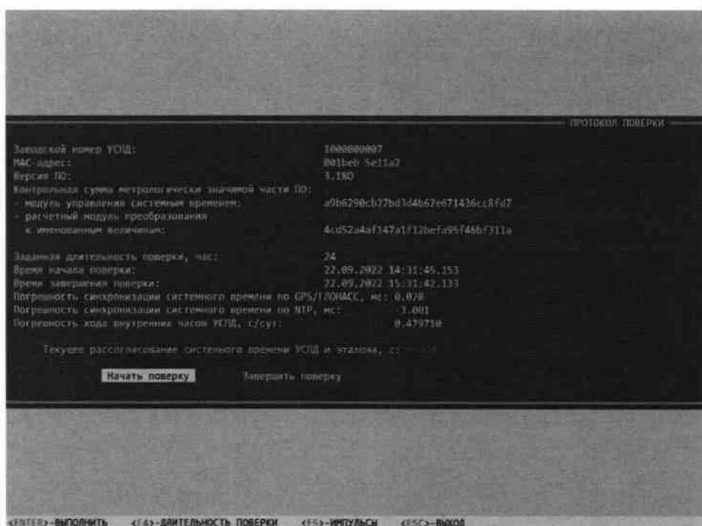 ПРОТОКОЛ ПОВЕРКИ
Заводской номер УСПД: 1000000007
MAC-адрес: 001beb 5e11a2
Версия ПО: 3.180
Контрольная сумма метрологически значимой части ПО:
- модуль управления системным временем: a9b6290cb27bd3d4b62e671436cc8fd7
- расчетный модуль преобразования
к именованным величинам: 4cd52a4af147a1f12befa95f46bf311a
Заданная длительность поверки, час: 24
Время начала поверки: 22.09.2022 14:31:45.153
Время завершения поверки: 22.09.2022 15:31:42.133
Погрешность синхронизации системного времени по GPS/ГЛОНАСС, мс: 0.020
Погрешность синхронизации системного времени по NTP, мс: 3.001
Погрешность хода внутренних часов УСПД, с/сут: 0.479710
Текущее рассогласование системного времени УСПД и эталона, с:
Начать поверку Завершить поверку
<ENTER>-ВЫПОЛНИТЬ <F4>-ДЛИТЕЛЬНОСТЬ ПОВЕРКИ <F5>-ИМПУЛЬСЫ <ESC>-ВЫХОД